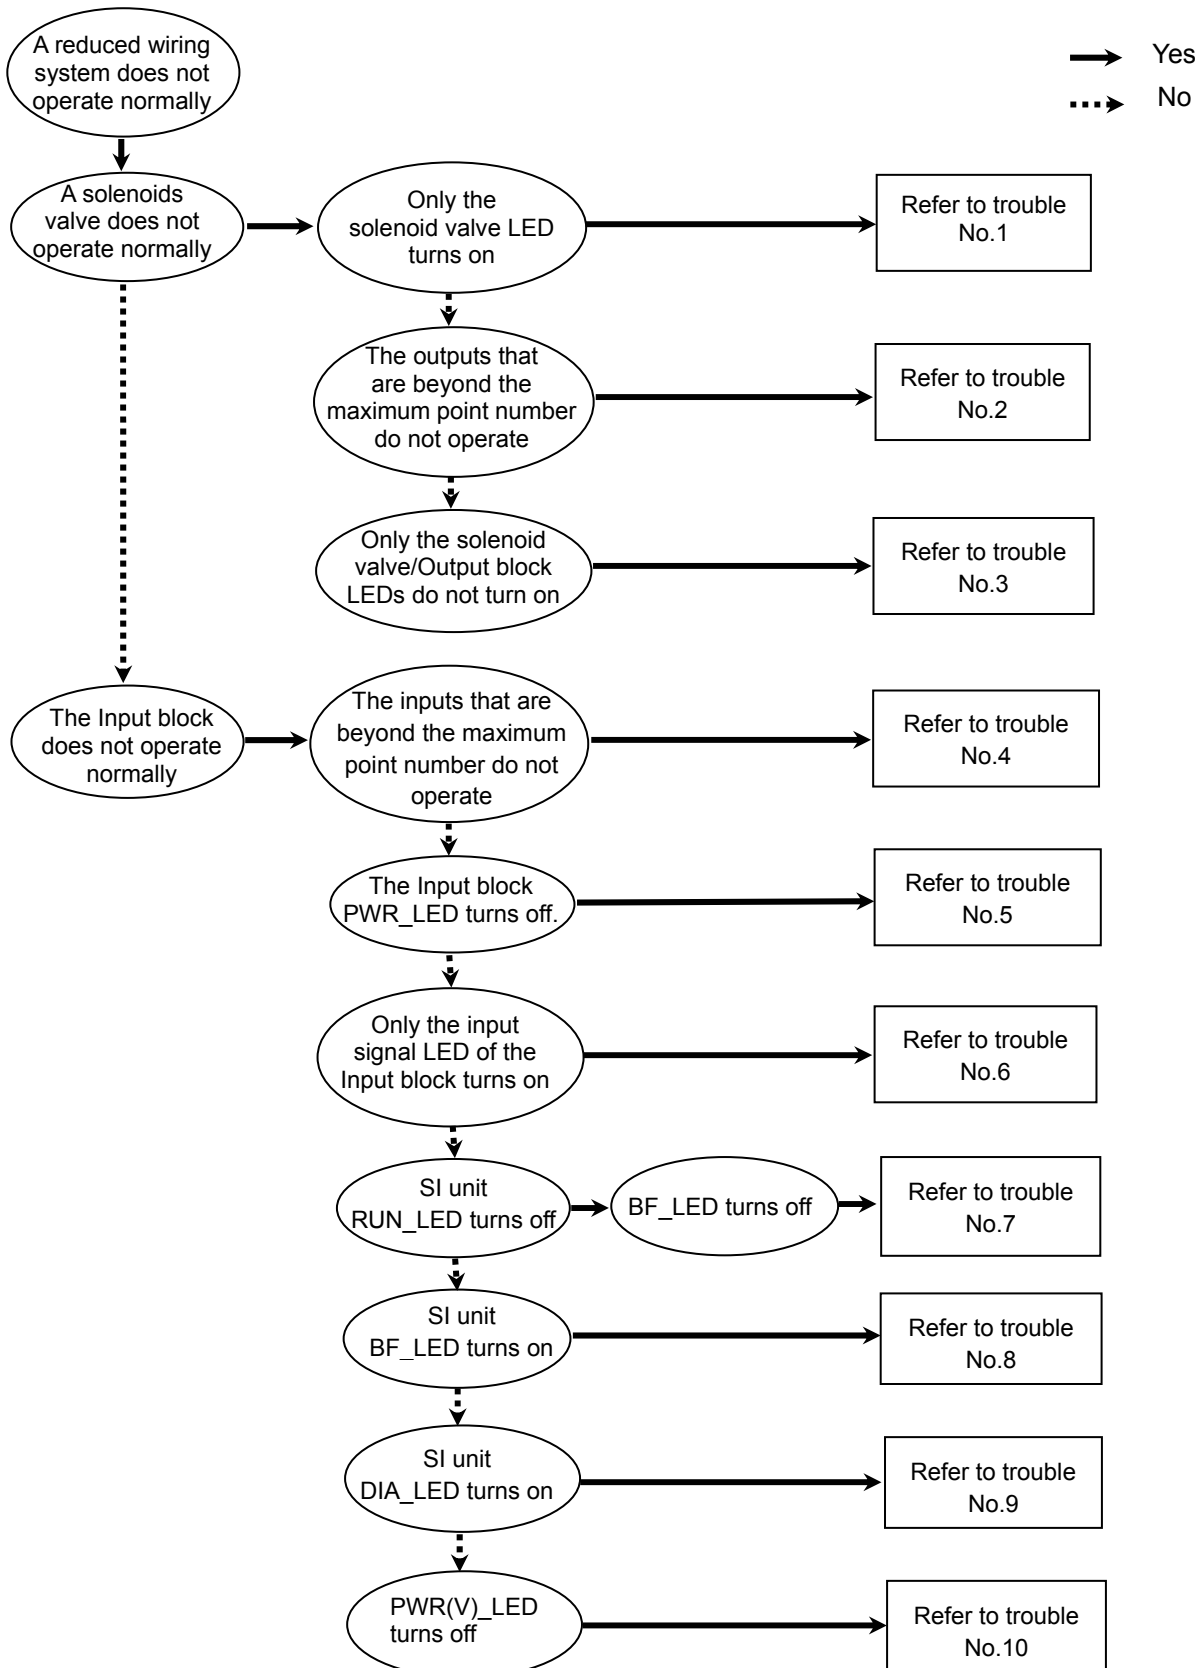 A reduced wiring
system does not
operate normally
Yes
No
A solenoids
valve does not
operate normally
Only the
solenoid valve LED
turns on
Refer to trouble
No.1
The outputs that
are beyond the
maximum point number
do not operate
Refer to trouble
No.2
Only the solenoid
valve/Output block
LEDs do not turn on
Refer to trouble
No.3
The Input block
does not operate
normally
The inputs that are
beyond the maximum
point number do not
operate
Refer to trouble
No.4
The Input block
PWR_LED turns off.
Refer to trouble
No.5
Only the input
signal LED of the
Input block turns on
Refer to trouble
No.6
SI unit
RUN_LED turns off
BF_LED turns off
Refer to trouble
No.7
SI unit
BF_LED turns on
Refer to trouble
No.8
SI unit
DIA_LED turns on
Refer to trouble
No.9
PWR(V)_LED
turns off
Refer to trouble
No.10